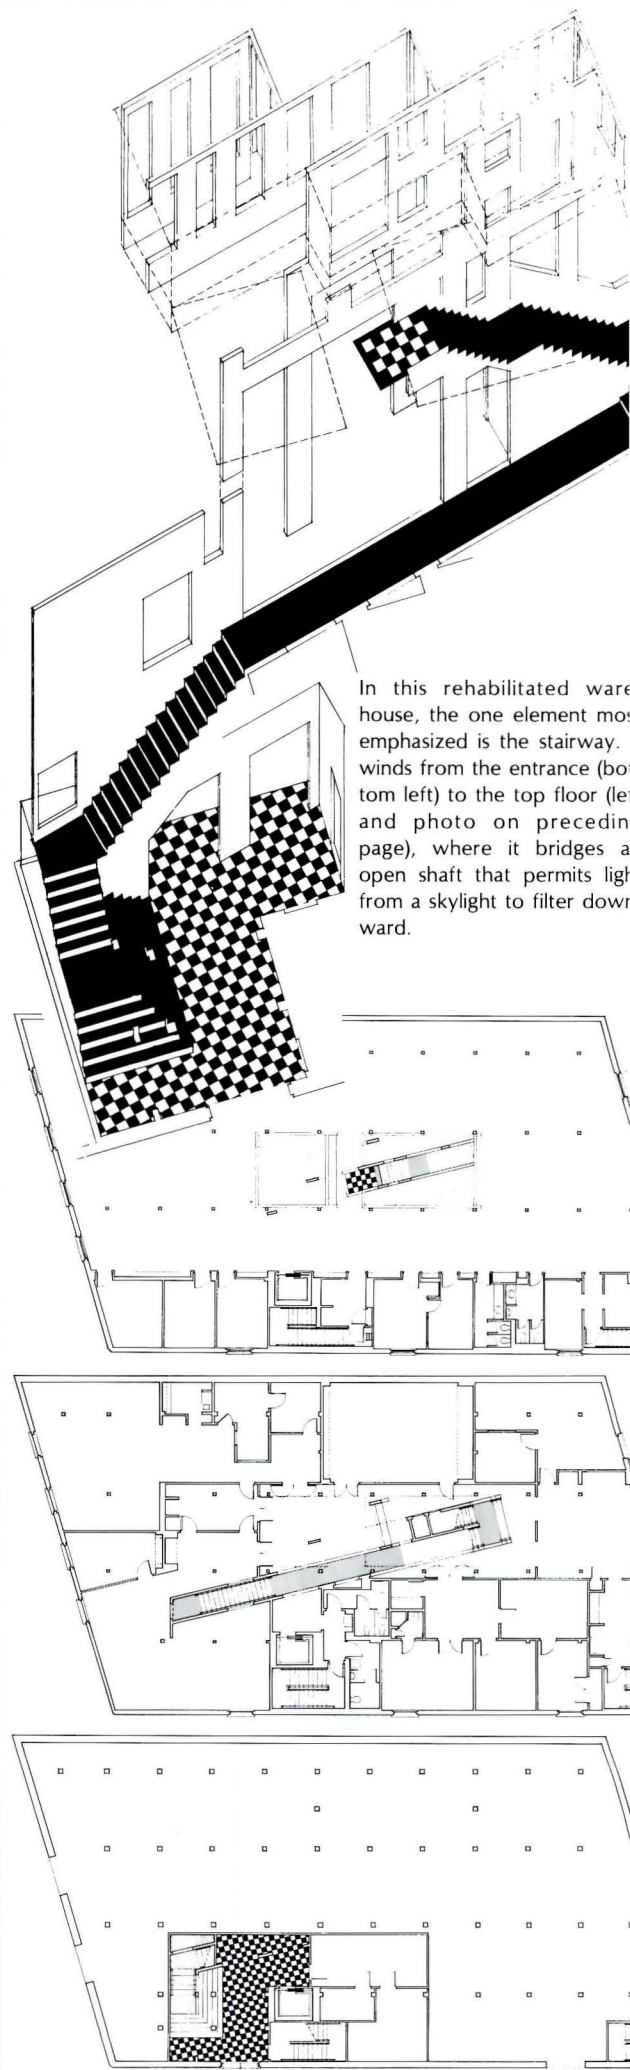 In this rehabilitated ware
house, the one element mos
emphasized is the stairway.
winds from the entrance (bot
tom left) to the top floor (lef
and photo on precedin
page), where it bridges a
open shaft that permits ligh
from a skylight to filter down
ward.